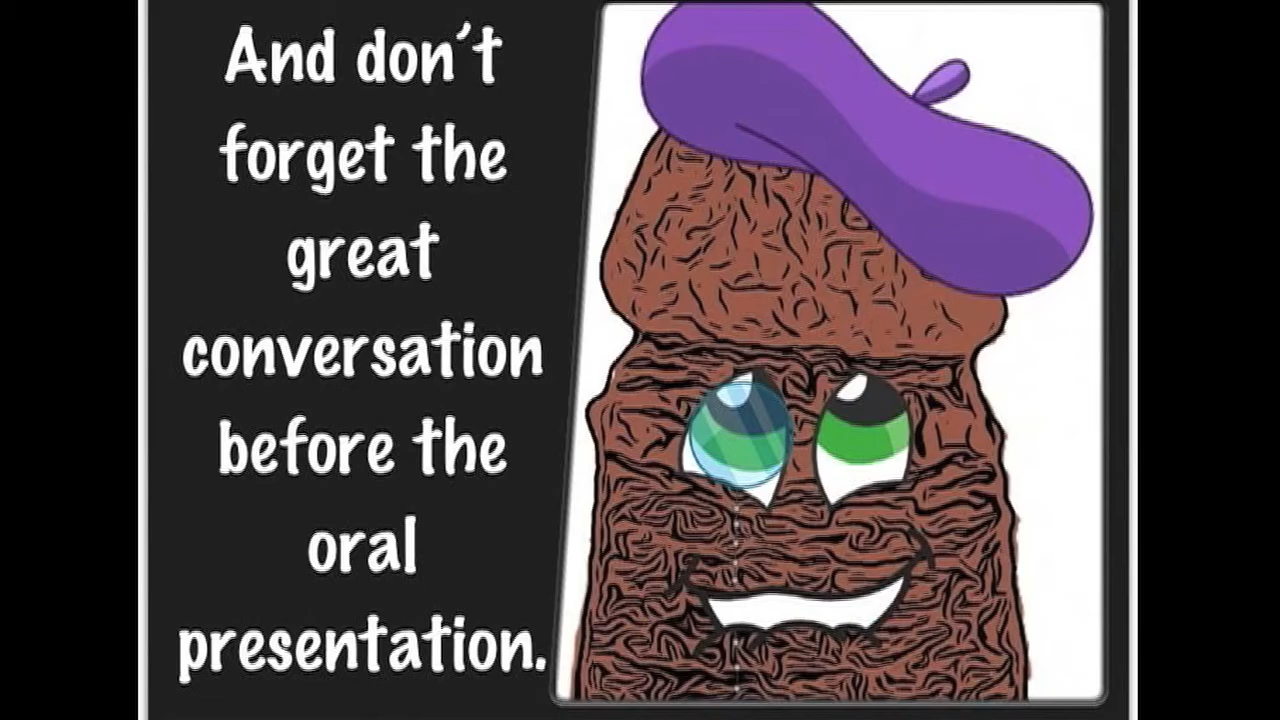 And don't
forget the
great
conversation
before the
oral
presentation.